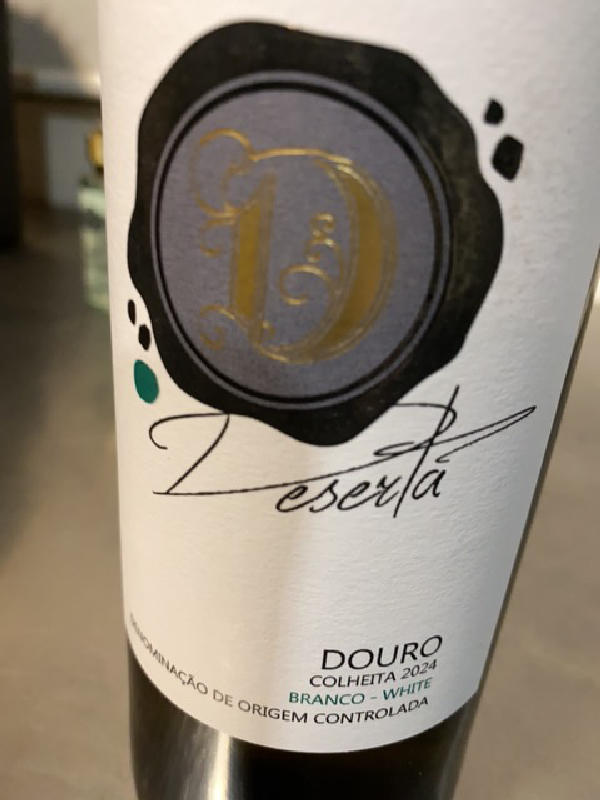 D
Deserta
DOURO
COLHEITA 2024
BRANCO - WHITE
DENOMINAÇÃO DE ORIGEM CONTROLADA